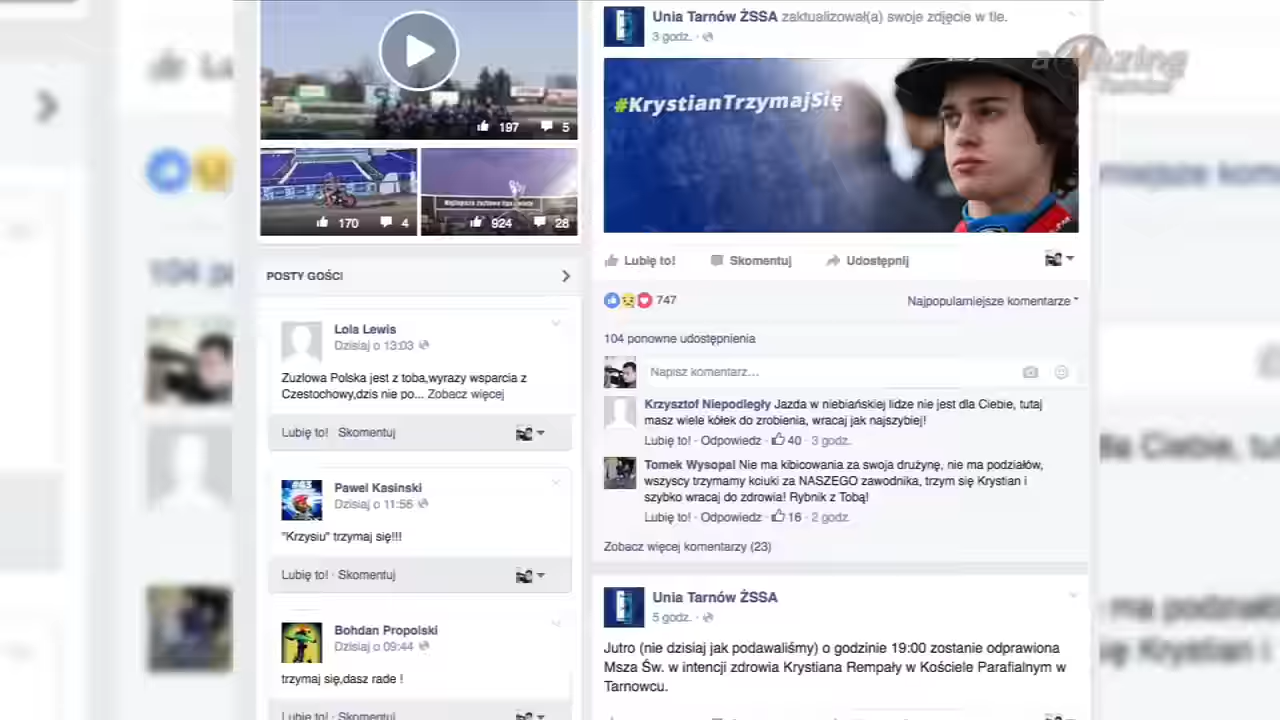 197 5
170 4
924 28
POSTY GOŚCI
Lola Lewis
Dzisiaj o 13:03
Zuzlowa Polska jest z toba,wyrazy wsparcia z
Czestochowy,dzis nie po... Zobacz więcej
Lubię to! · Skomentuj
#43
Pawel Kasinski
Dzisiaj o 11:56
"Krzysiu" trzymaj się!!!
Lubię to! · Skomentuj
Bohdan Propolski
Dzisiaj o 09:44
trzymaj się,dasz rade !
Lubię to! · Skomentuj
Unia Tarnów ŻSSA zaktualizował(a) swoje zdjęcie w tle.
3 godz. ·
amazing
#KrystianTrzymajSię
Lubię to! Skomentuj Udostępnij
747 Najpopularniejsze komentarze
104 ponowne udostępnienia
Napisz komentarz...
Krzysztof Niepodległy Jazda w niebiańskiej lidze nie jest dla Ciebie, tutaj
masz wiele kółek do zrobienia, wracaj jak najszybiej!
Lubię to! · Odpowiedz · 40 · 3 godz.
Tomek Wysopal Nie ma kibicowania za swoja drużynę, nie ma podziałów,
wszyscy trzymamy kciuki za NASZEGO zawodnika, trzym się Krystian i
szybko wracaj do zdrowia! Rybnik z Tobą!
Lubię to! · Odpowiedz · 16 · 2 godz.
Zobacz więcej komentarzy (23)
Unia Tarnów ŻSSA
5 godz. ·
Jutro (nie dzisiaj jak podawaliśmy) o godzinie 19:00 zostanie odprawiona
Msza Św. w intencji zdrowia Krystiana Rempały w Kościele Parafialnym w
Tarnowcu.